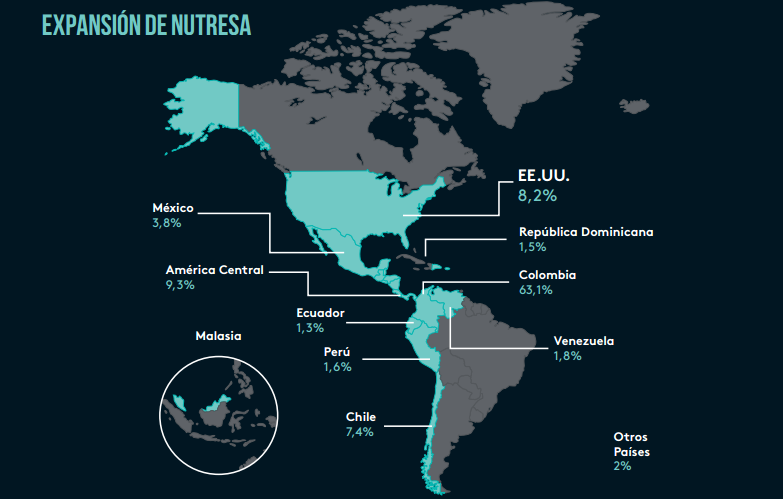 EXPANSIÓN DE NUTRESA
EE.UU.
8,2%
México
3,8%
República Dominicana
1,5%
América Central
9,3%
Colombia
63,1%
Ecuador
1,3%
Malasia
Venezuela
1,8%
Perú
1,6%
Chile
7,4%
Otros
Países
2%